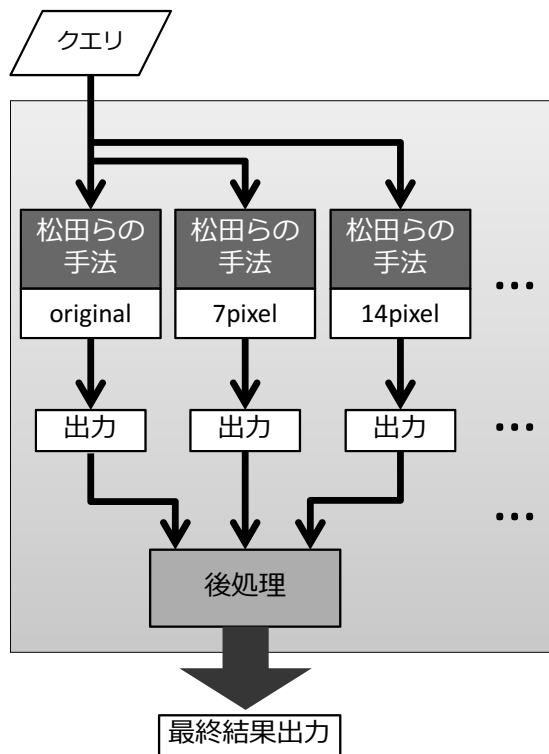 クエリ
松田らの
手法
original
松田らの
手法
7pixel
松田らの
手法
14pixel
…
出力
出力
出力
…
…
後処理
最終結果出力